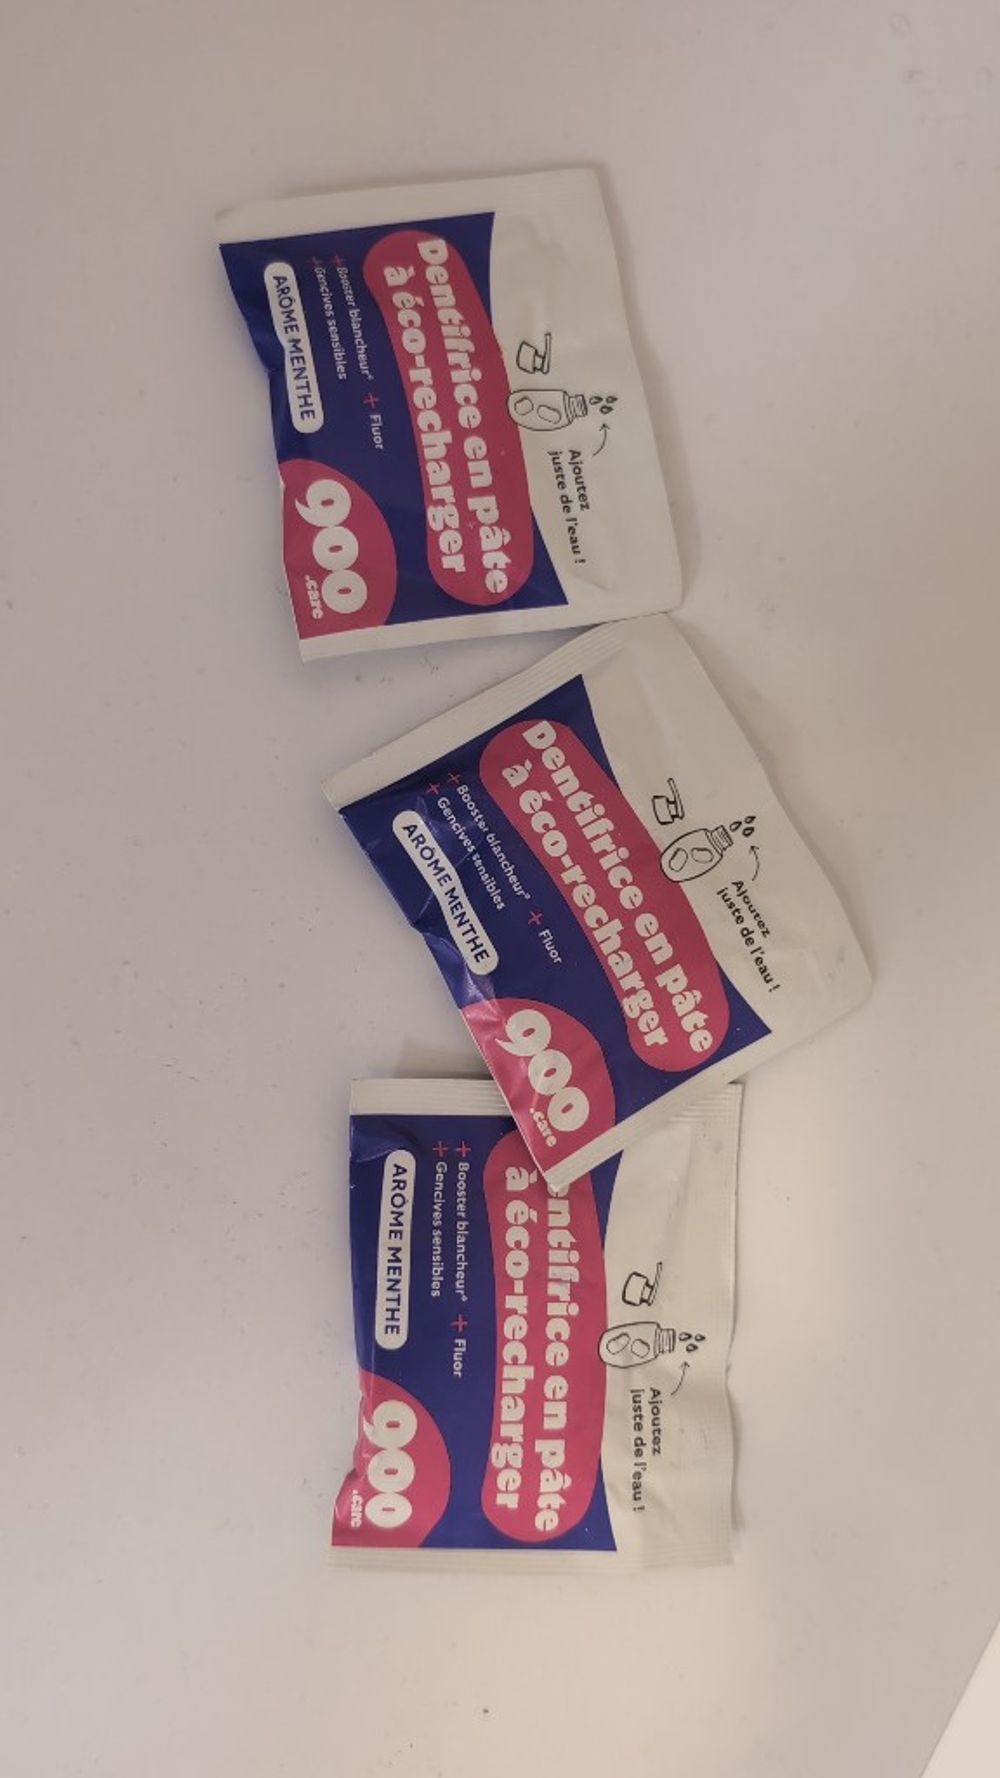 Ajoutez
juste de l'eau !
Dentifrice en pâte
à éco-recharger
+ Booster blancheur* + Fluor
+ Gencives sensibles
ARÔME MENTHE
900
.care
Ajoutez
juste de l'eau !
Dentifrice en pâte
à éco-recharger
+ Booster blancheur* + Fluor
+ Gencives sensibles
ARÔME MENTHE
900
.care
Ajoutez
juste de l'eau !
entifrice en pâte
à éco-recharger
+ Booster blancheur* + Fluor
+ Gencives sensibles
ARÔME MENTHE
900
.care